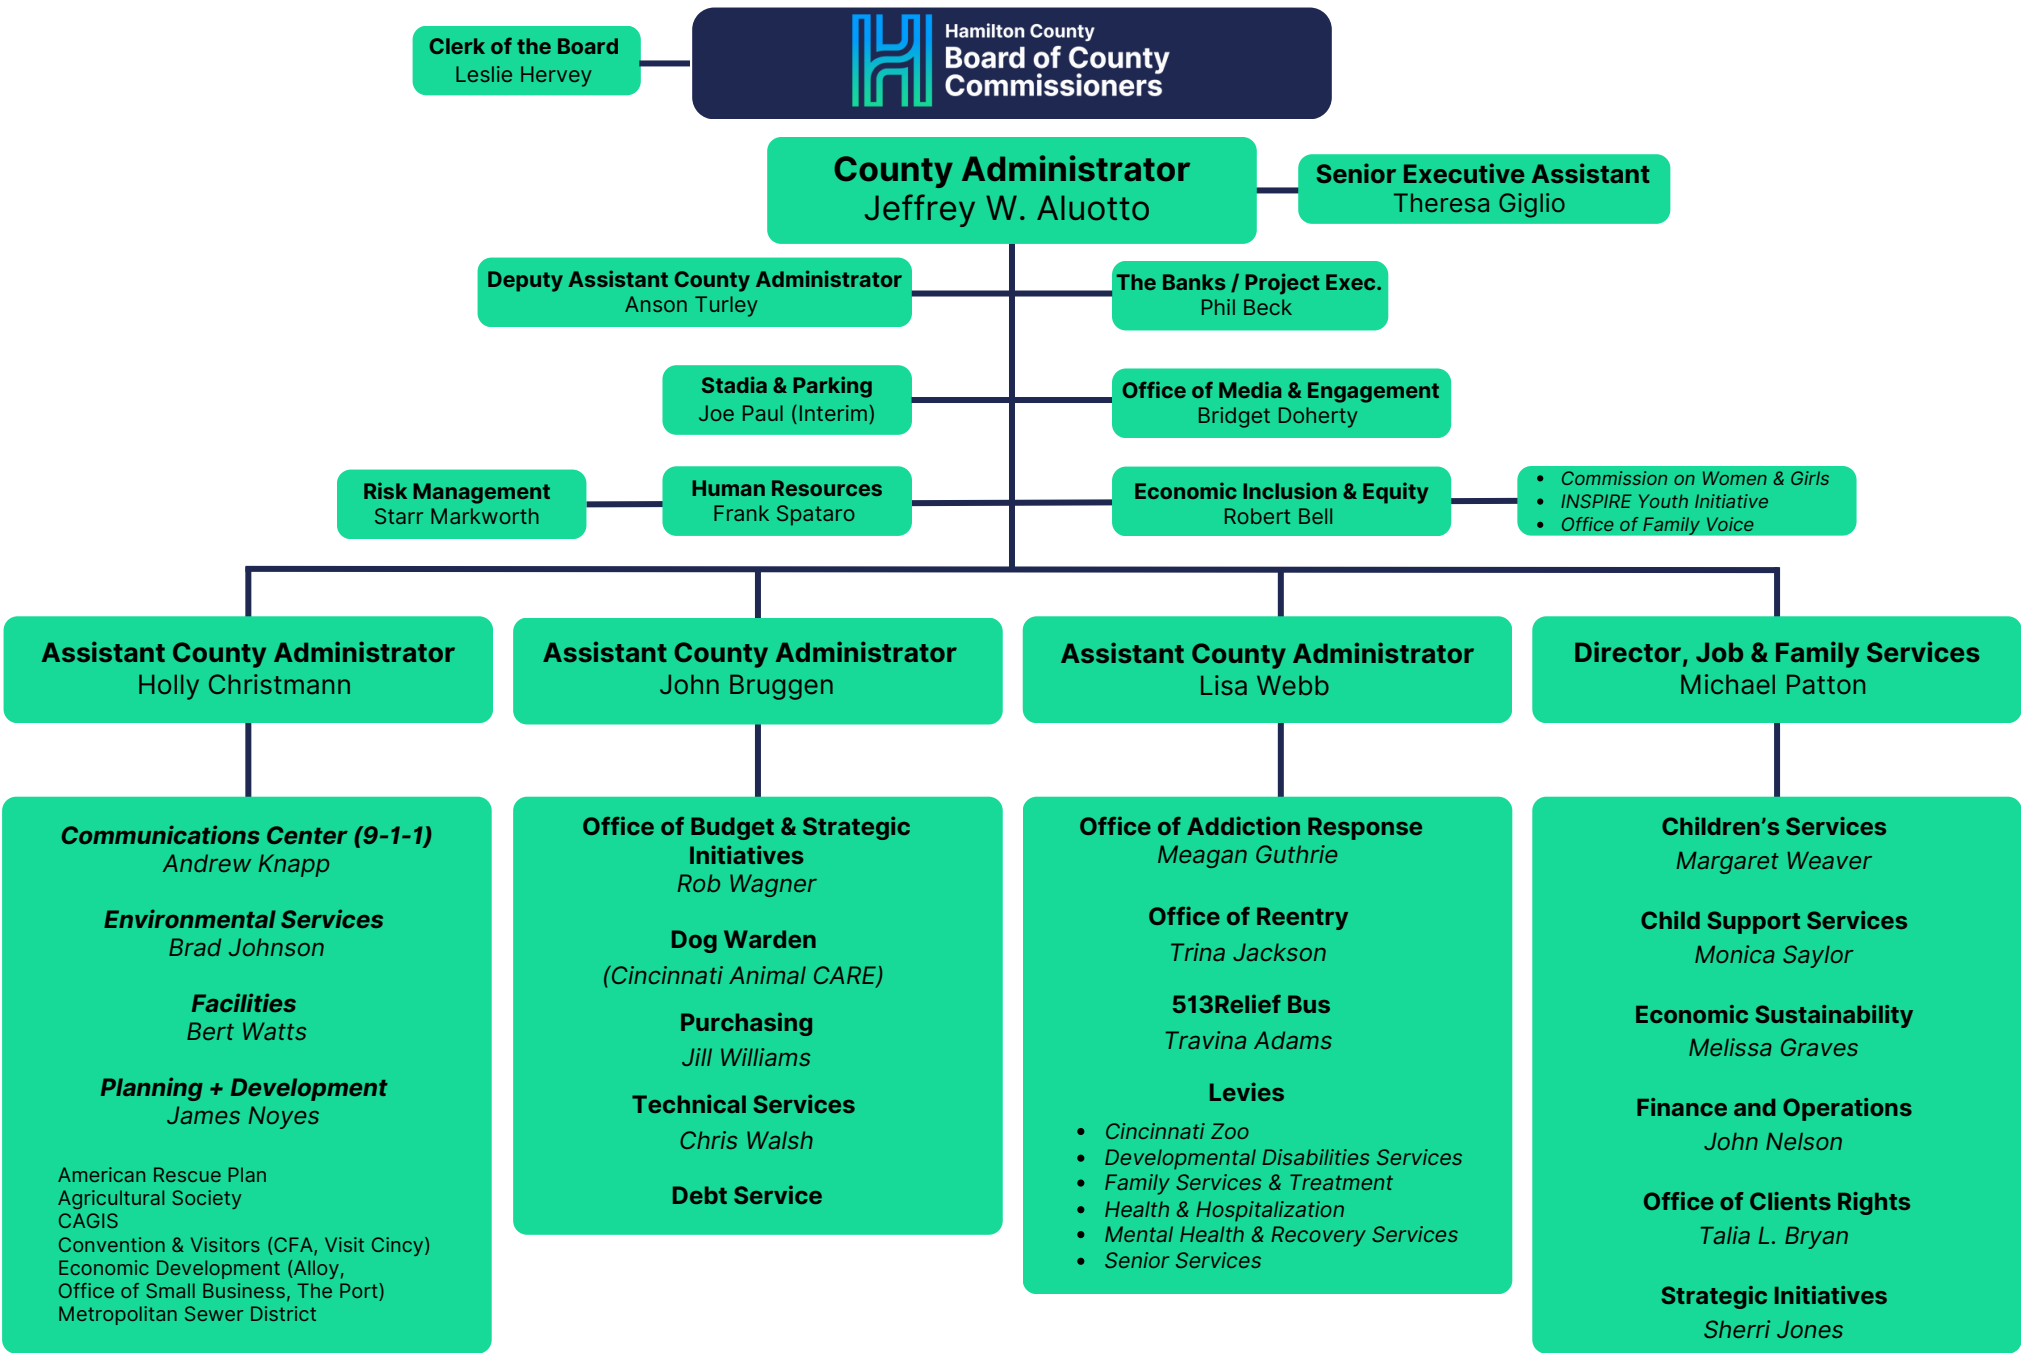 Clerk of the Board
Leslie Hervey
Hamilton County
Board of County
Commissioners
County Administrator
Jeffrey W. Aluotto
Senior Executive Assistant
Theresa Giglio
Deputy Assistant County Administrator
Anson Turley
The Banks / Project Exec.
Phil Beck
Stadia & Parking
Joe Paul (Interim)
Office of Media & Engagement
Bridget Doherty
Risk Management
Starr Markworth
Human Resources
Frank Spataro
Economic Inclusion & Equity
Robert Bell
• Commission on Women & Girls
• INSPIRE Youth Initiative
• Office of Family Voice
Assistant County Administrator
Holly Christmann
Assistant County Administrator
John Bruggen
Assistant County Administrator
Lisa Webb
Director, Job & Family Services
Michael Patton
Communications Center (9-1-1)
Andrew Knapp
Environmental Services
Brad Johnson
Facilities
Bert Watts
Planning + Development
James Noyes
American Rescue Plan
Agricultural Society
CAGIS
Convention & Visitors (CFA, Visit Cincy)
Economic Development (Alloy,
Office of Small Business, The Port)
Metropolitan Sewer District
Office of Budget & Strategic
Initiatives
Rob Wagner
Dog Warden
(Cincinnati Animal CARE)
Purchasing
Jill Williams
Technical Services
Chris Walsh
Debt Service
Office of Addiction Response
Meagan Guthrie
Office of Reentry
Trina Jackson
513Relief Bus
Travina Adams
Levies
• Cincinnati Zoo
• Developmental Disabilities Services
• Family Services & Treatment
• Health & Hospitalization
• Mental Health & Recovery Services
• Senior Services
Children’s Services
Margaret Weaver
Child Support Services
Monica Saylor
Economic Sustainability
Melissa Graves
Finance and Operations
John Nelson
Office of Clients Rights
Talia L. Bryan
Strategic Initiatives
Sherri Jones